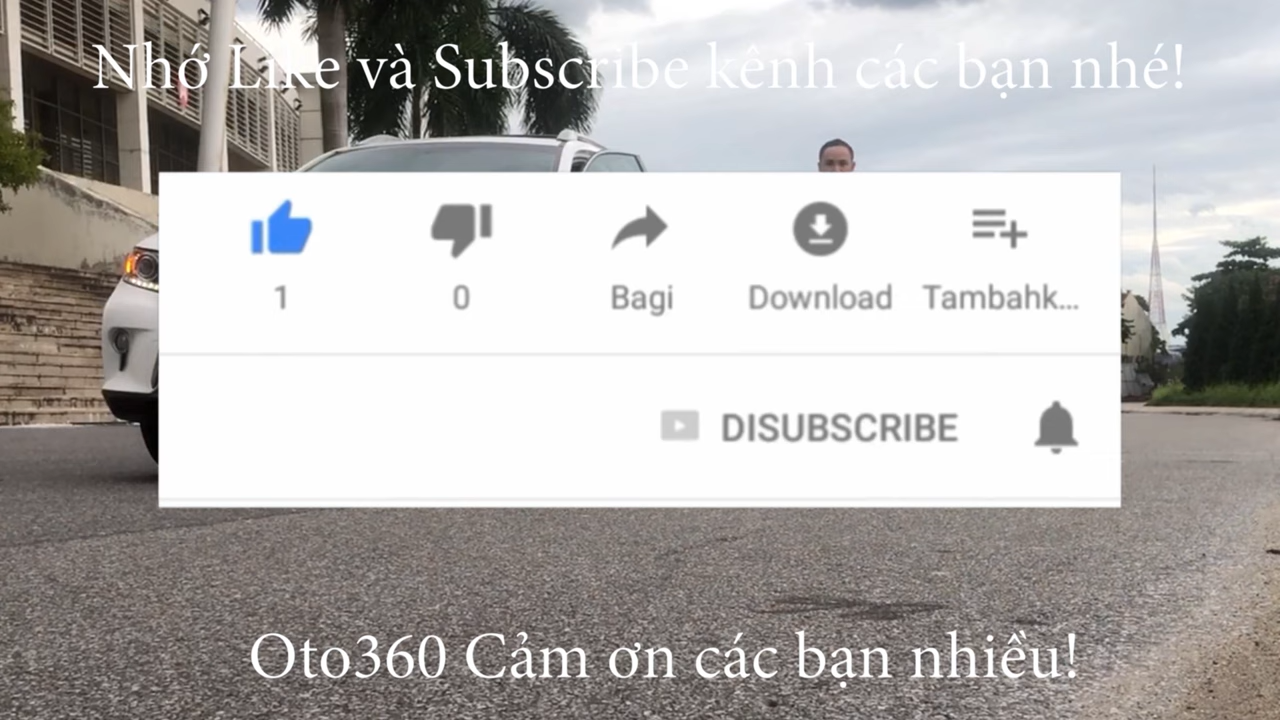 Nhớ Like và Subscribe kênh các bạn nhé!
1 0 Bagi Download Tambahk...
DISUBSCRIBE
Oto360 Cảm ơn các bạn nhiều!